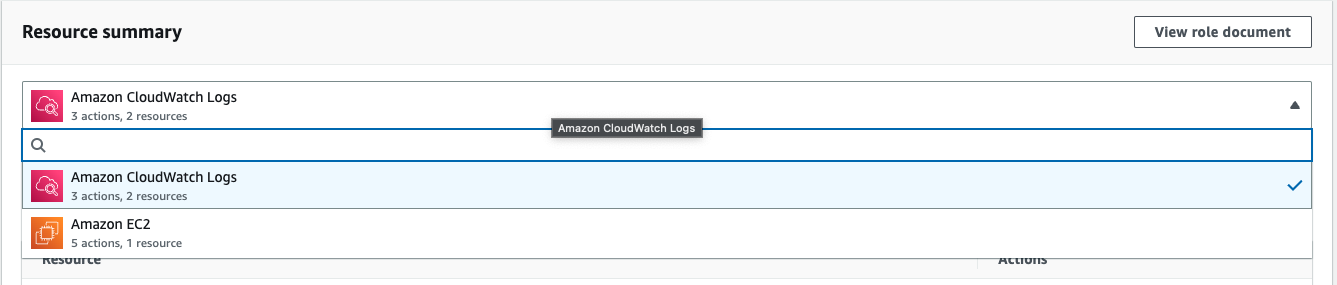 Resource summary
View role document
Amazon CloudWatch Logs
3 actions, 2 resources
Amazon CloudWatch Logs
Amazon CloudWatch Logs
3 actions, 2 resources
Amazon EC2
5 actions, 1 resource
Resource
Actions